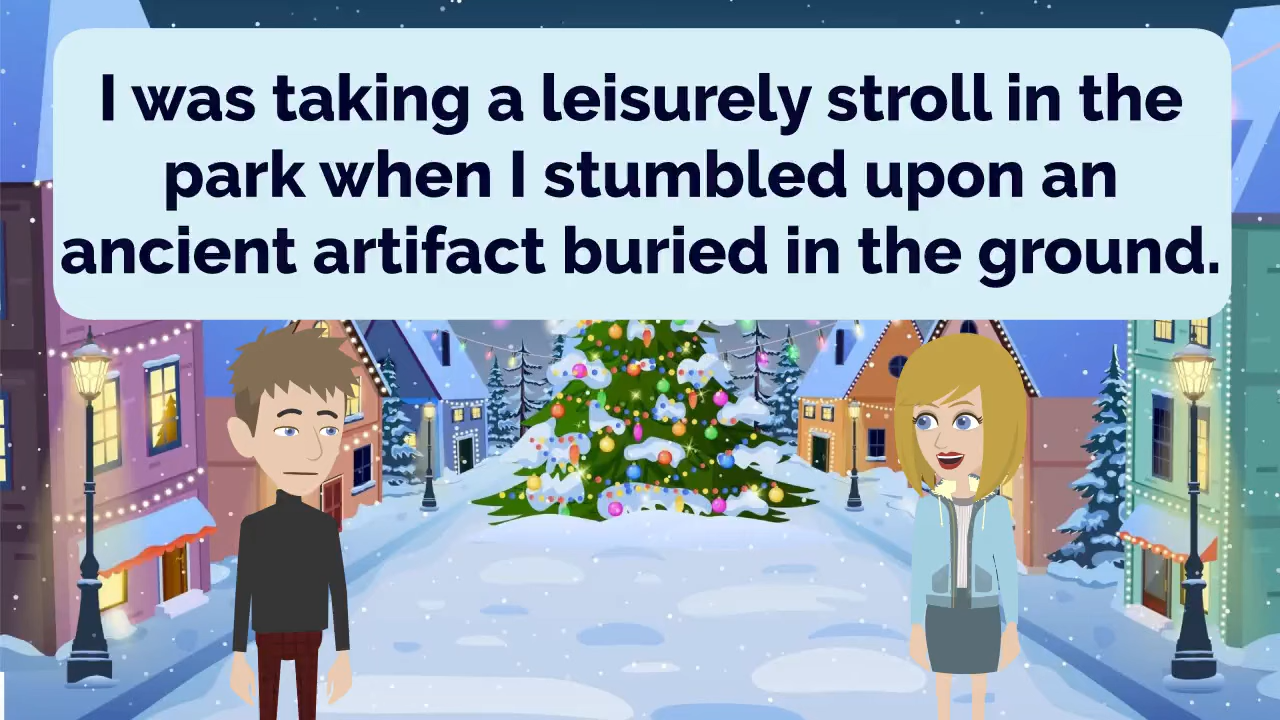 I was taking a leisurely stroll in the
park when I stumbled upon an
ancient artifact buried in the ground.